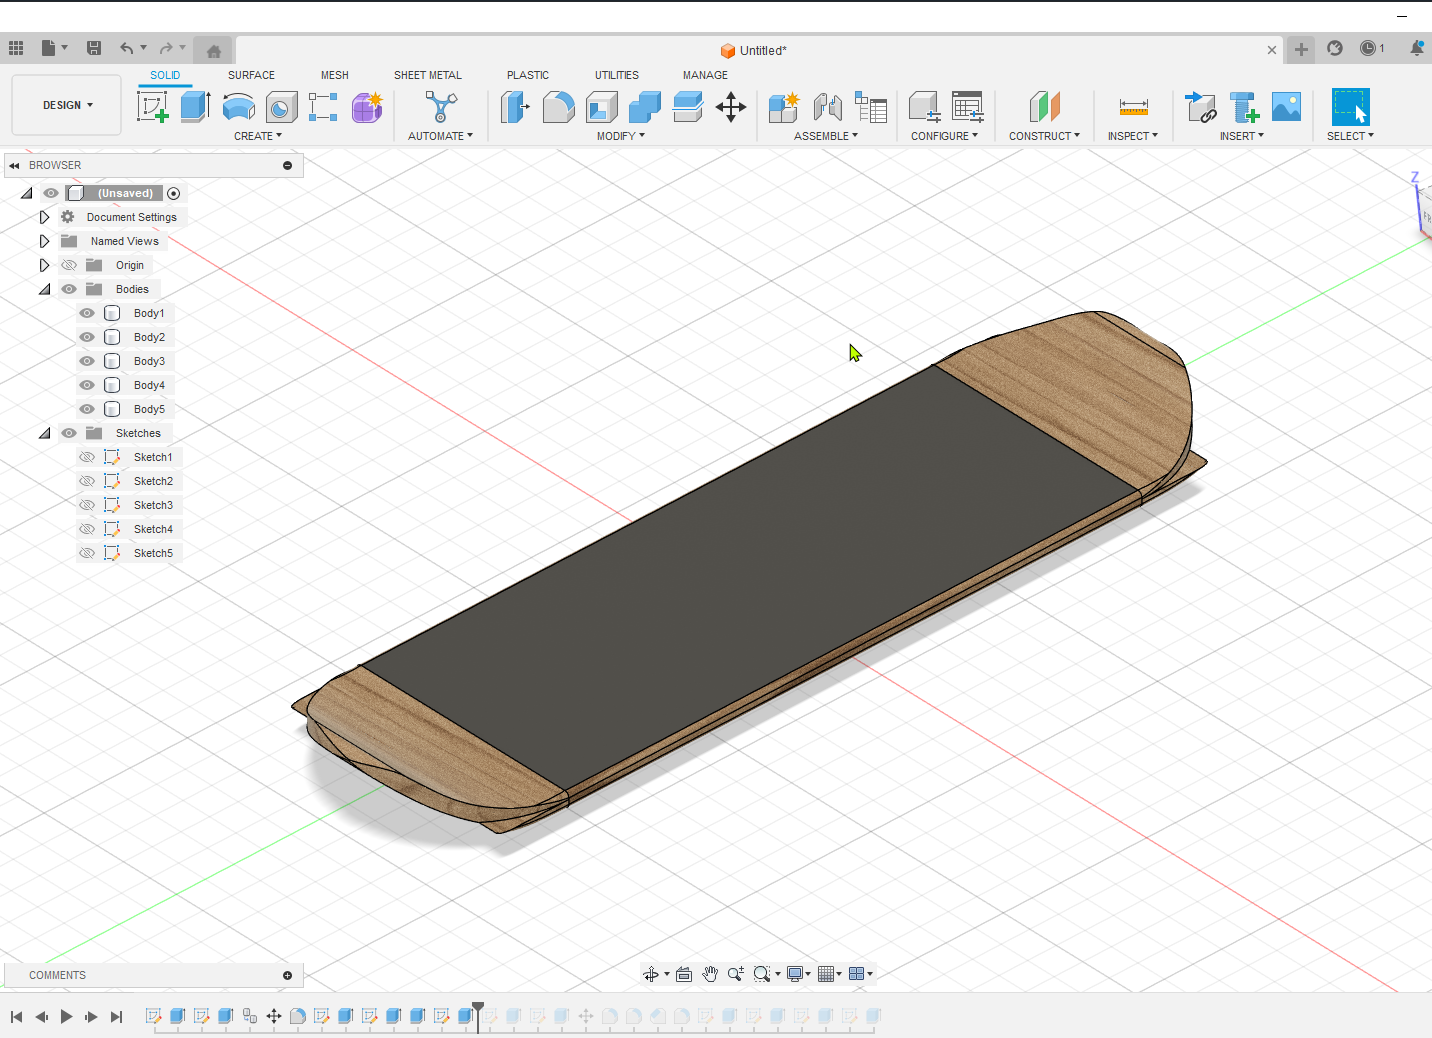 Untitled*
1
DESIGN
SOLID
SURFACE
MESH
SHEET METAL
PLASTIC
UTILITIES
MANAGE
CREATE
AUTOMATE
MODIFY
ASSEMBLE
CONFIGURE
CONSTRUCT
INSPECT
INSERT
SELECT
BROWSER
(Unsaved)
Document Settings
Named Views
Origin
Bodies
Body1
Body2
Body3
Body4
Body5
Sketches
Sketch1
Sketch2
Sketch3
Sketch4
Sketch5
Z
COMMENTS